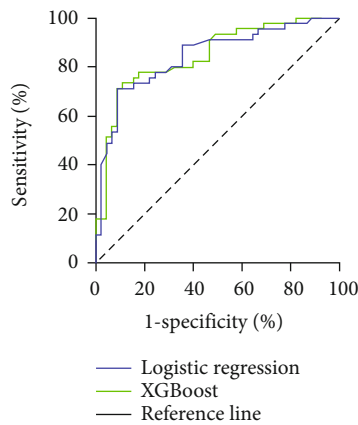 100
80
60
40
20
0
Sensitivity (%)
0 20 40 60 80 100
1-specificity (%)
Logistic regression
XGBoost
Reference line